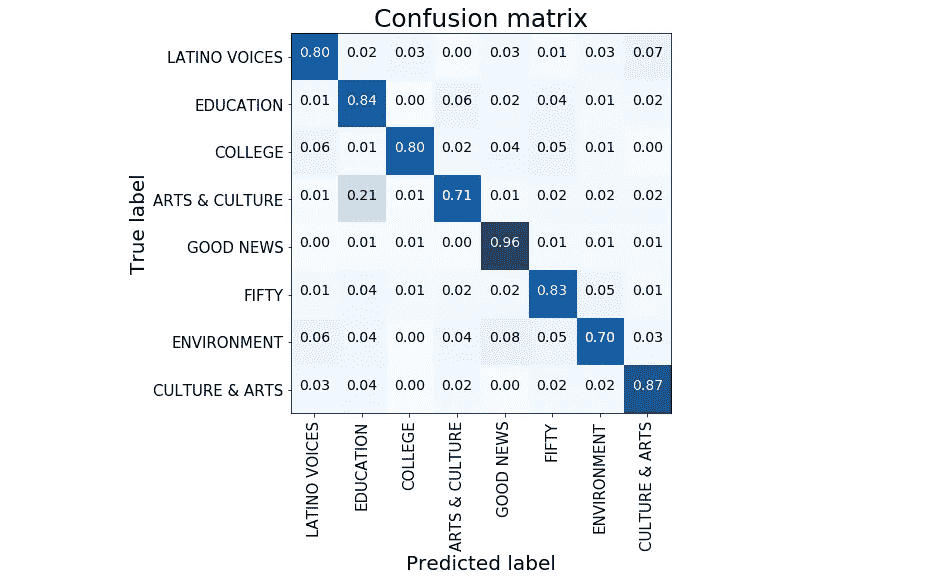 Confusion matrix
True label
LATINO VOICES 0.80 0.02 0.03 0.00 0.03 0.01 0.03 0.07
EDUCATION 0.01 0.84 0.00 0.06 0.02 0.04 0.01 0.02
COLLEGE 0.06 0.01 0.80 0.02 0.04 0.05 0.01 0.00
ARTS & CULTURE 0.01 0.21 0.01 0.71 0.01 0.02 0.02 0.02
GOOD NEWS 0.00 0.01 0.01 0.00 0.96 0.01 0.01 0.01
FIFTY 0.01 0.04 0.01 0.02 0.02 0.83 0.05 0.01
ENVIRONMENT 0.06 0.04 0.00 0.04 0.08 0.05 0.70 0.03
CULTURE & ARTS 0.03 0.04 0.00 0.02 0.00 0.02 0.02 0.87
LATINO VOICES
EDUCATION
COLLEGE
ARTS & CULTURE
GOOD NEWS
FIFTY
ENVIRONMENT
CULTURE & ARTS
Predicted label